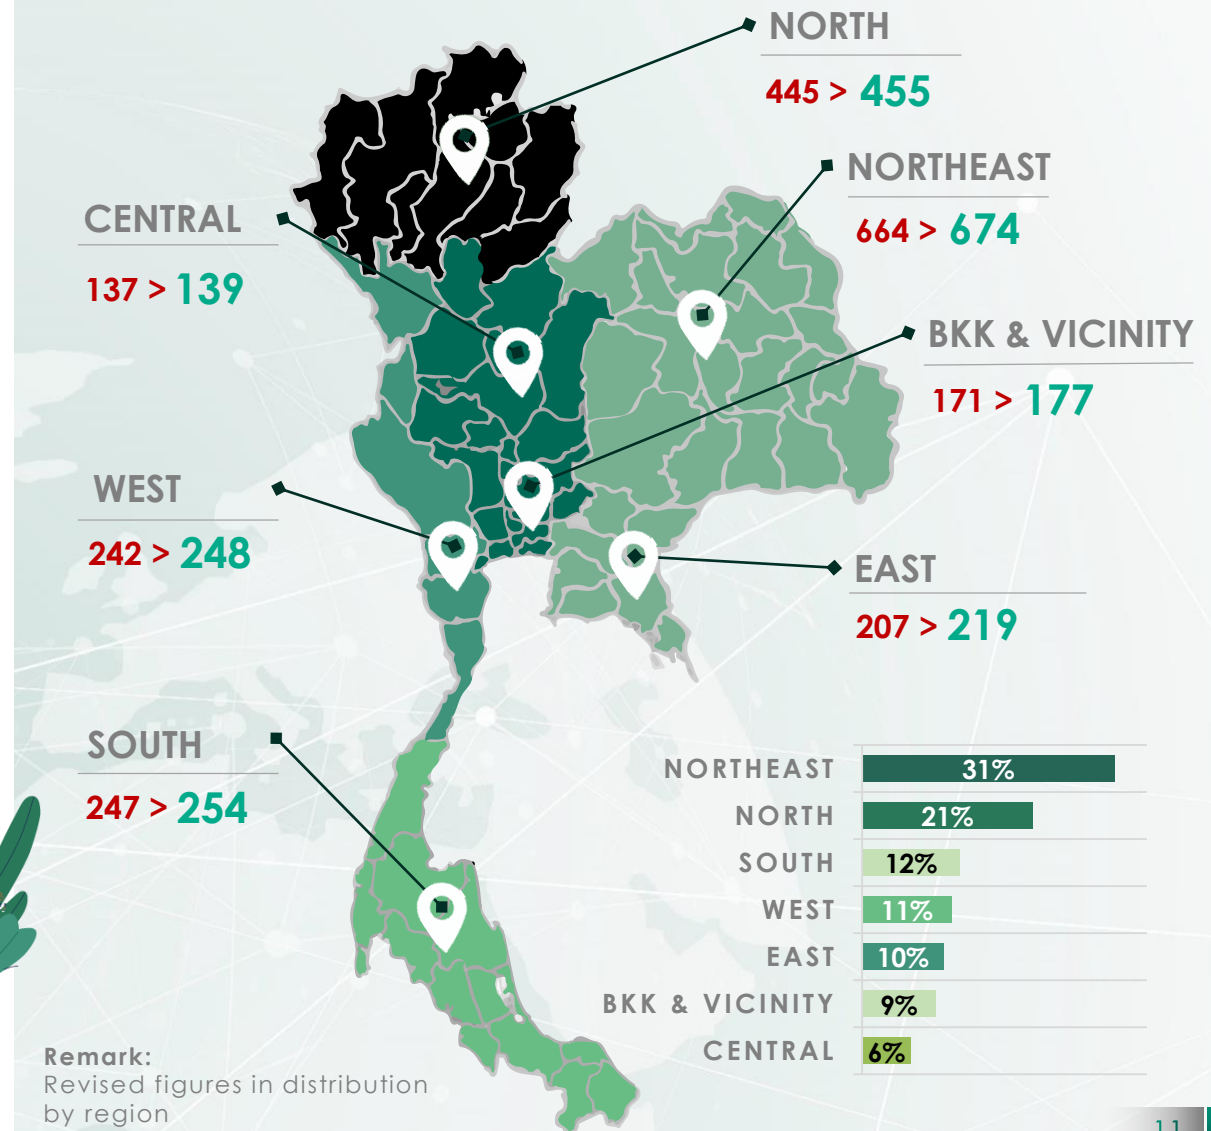 NORTH
445 > 455
NORTHEAST
664 > 674
CENTRAL
137 > 139
BKK & VICINITY
171 > 177
WEST
242 > 248
EAST
207 > 219
SOUTH
247 > 254
NORTHEAST 31%
NORTH 21%
SOUTH 12%
WEST 11%
EAST 10%
BKK & VICINITY 9%
CENTRAL 6%
Remark:
Revised figures in distribution
by region
11